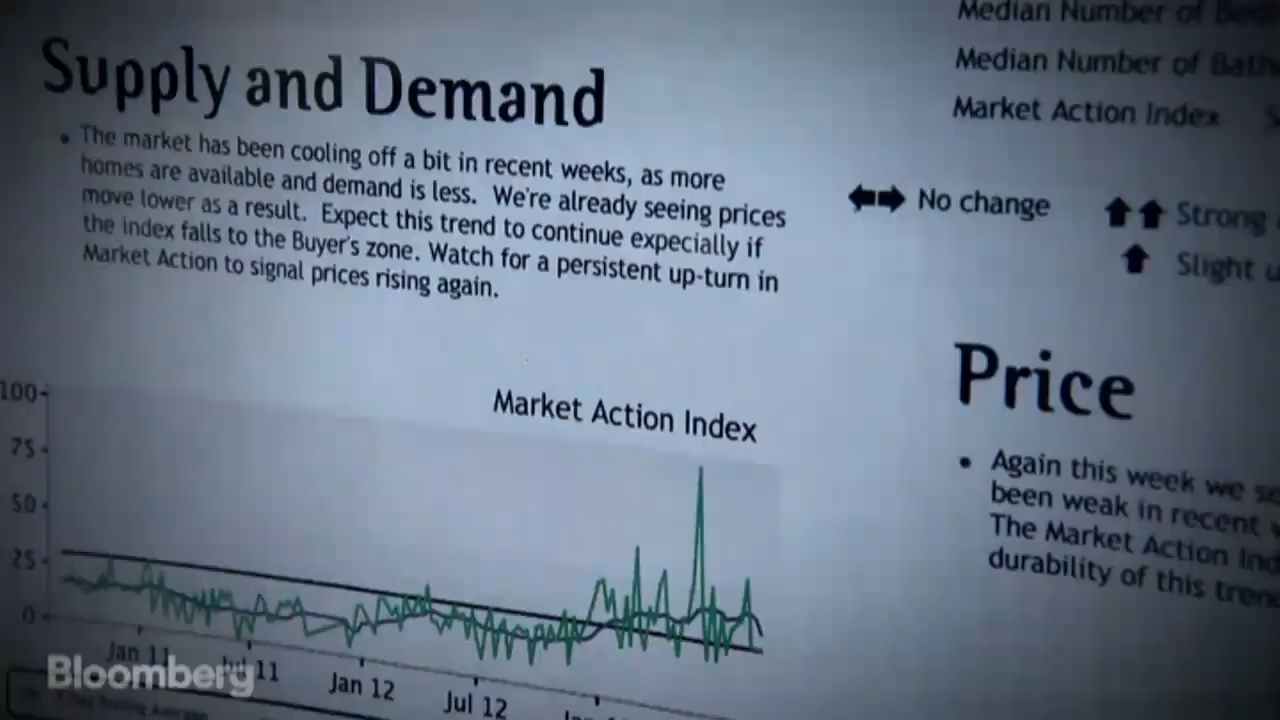 Supply and Demand
• The market has been cooling off a bit in recent weeks, as more
homes are available and demand is less. We're already seeing prices
move lower as a result. Expect this trend to continue expecially if
the index falls to the Buyer's zone. Watch for a persistent up-turn in
Market Action to signal prices rising again.
Market Action Index
100
75
50
25
0
Jan 11
Jul 11
Jan 12
Jul 12
Median Number of
Median Number of
Market Action Index
No change
Strong
Slight
Price
• Again this week we
been weak in recent
The Market Action
durability of this
Bloomberg